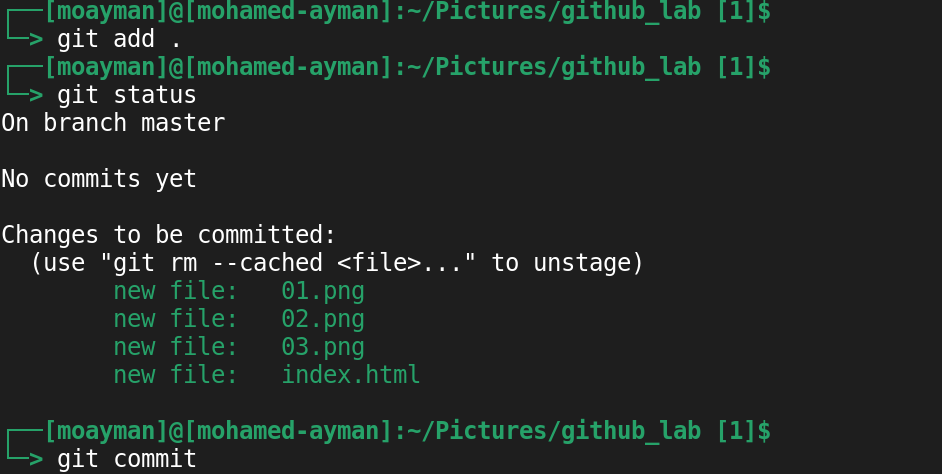 ┌──[moayman]@[mohamed-ayman]:~/Pictures/github_lab [1]$
└─> git add .
┌──[moayman]@[mohamed-ayman]:~/Pictures/github_lab [1]$
└─> git status
On branch master

No commits yet

Changes to be committed:
  (use "git rm --cached <file>..." to unstage)
        new file:   01.png
        new file:   02.png
        new file:   03.png
        new file:   index.html

┌──[moayman]@[mohamed-ayman]:~/Pictures/github_lab [1]$
└─> git commit